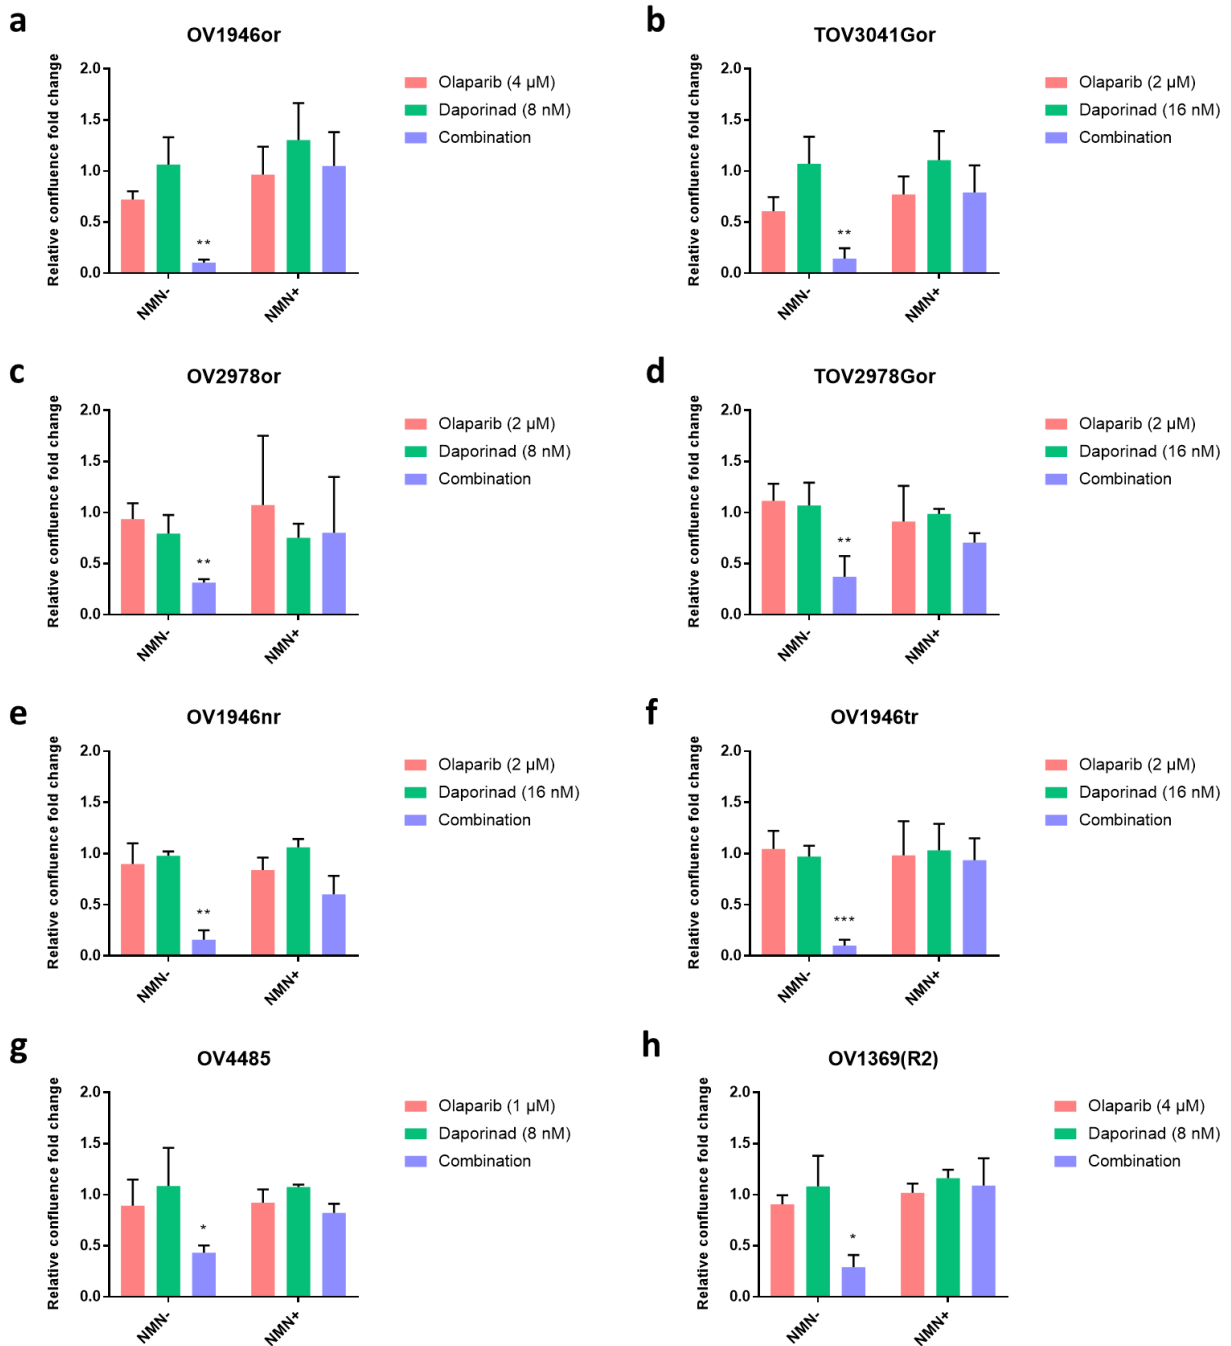 a
OV1946or
Relative confluence fold change
2.0
1.5
1.0
0.5
0.0
**
NMN-
NMN+
Olaparib (4 µM)
Daporinad (8 nM)
Combination
b
TOV3041Gor
Relative confluence fold change
2.0
1.5
1.0
0.5
0.0
**
NMN-
NMN+
Olaparib (2 µM)
Daporinad (16 nM)
Combination
c
OV2978or
Relative confluence fold change
2.0
1.5
1.0
0.5
0.0
**
NMN-
NMN+
Olaparib (2 µM)
Daporinad (8 nM)
Combination
d
TOV2978Gor
Relative confluence fold change
2.0
1.5
1.0
0.5
0.0
**
NMN-
NMN+
Olaparib (2 µM)
Daporinad (16 nM)
Combination
e
OV1946nr
Relative confluence fold change
2.0
1.5
1.0
0.5
0.0
**
NMN-
NMN+
Olaparib (2 µM)
Daporinad (16 nM)
Combination
f
OV1946tr
Relative confluence fold change
2.0
1.5
1.0
0.5
0.0
***
NMN-
NMN+
Olaparib (2 µM)
Daporinad (16 nM)
Combination
g
OV4485
Relative confluence fold change
2.0
1.5
1.0
0.5
0.0
*
NMN-
NMN+
Olaparib (1 µM)
Daporinad (8 nM)
Combination
h
OV1369(R2)
Relative confluence fold change
2.0
1.5
1.0
0.5
0.0
*
NMN-
NMN+
Olaparib (4 µM)
Daporinad (8 nM)
Combination